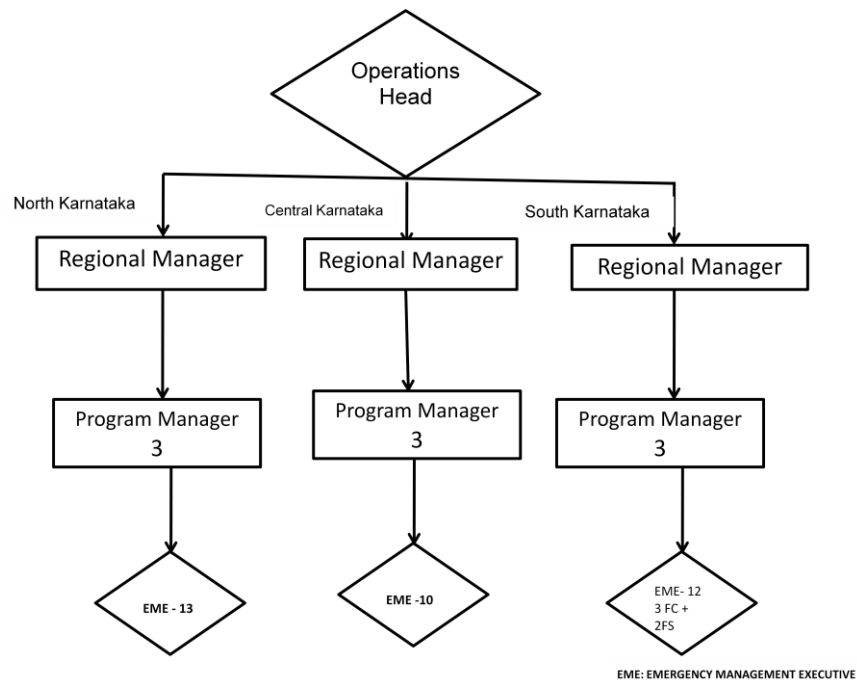 Operations
Head
North Karnataka
Central Karnataka
South Karnataka
Regional Manager
Regional Manager
Regional Manager
Program Manager
3
Program Manager
3
Program Manager
3
EME - 13
EME -10
EME- 12
3 FC +
2FS
EME: EMERGENCY MANAGEMENT EXECUTIVE